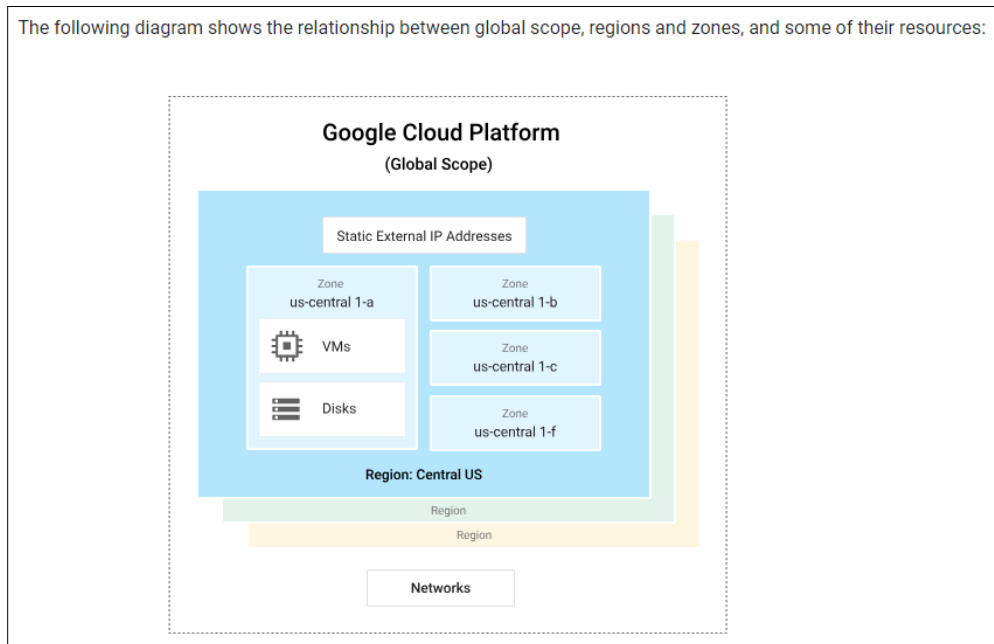 The following diagram shows the relationship between global scope, regions and zones, and some of their resources:
Google Cloud Platform
(Global Scope)
Static External IP Addresses
Zone
us-central 1-a
VMs
Disks
Zone
us-central 1-b
Zone
us-central 1-c
Zone
us-central 1-f
Region: Central US
Region
Region
Networks